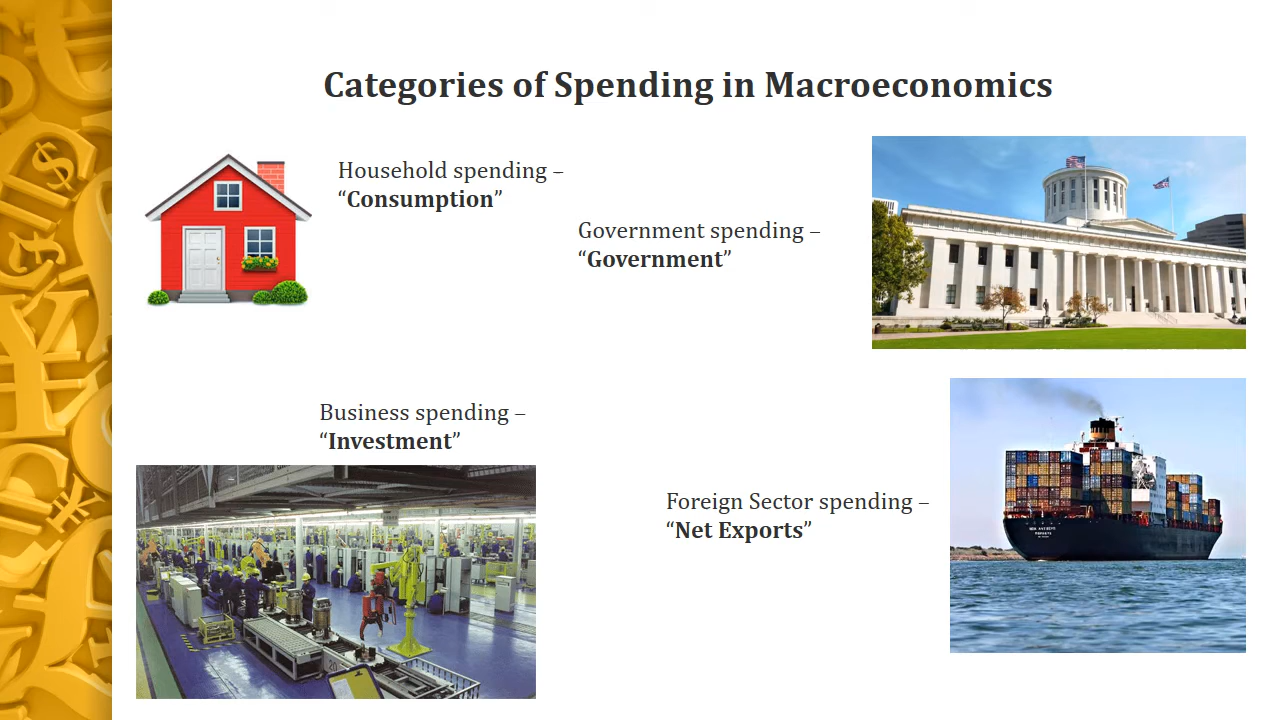 Categories of Spending in Macroeconomics
Household spending –
“Consumption”
Government spending –
“Government”
Business spending –
“Investment”
Foreign Sector spending –
“Net Exports”